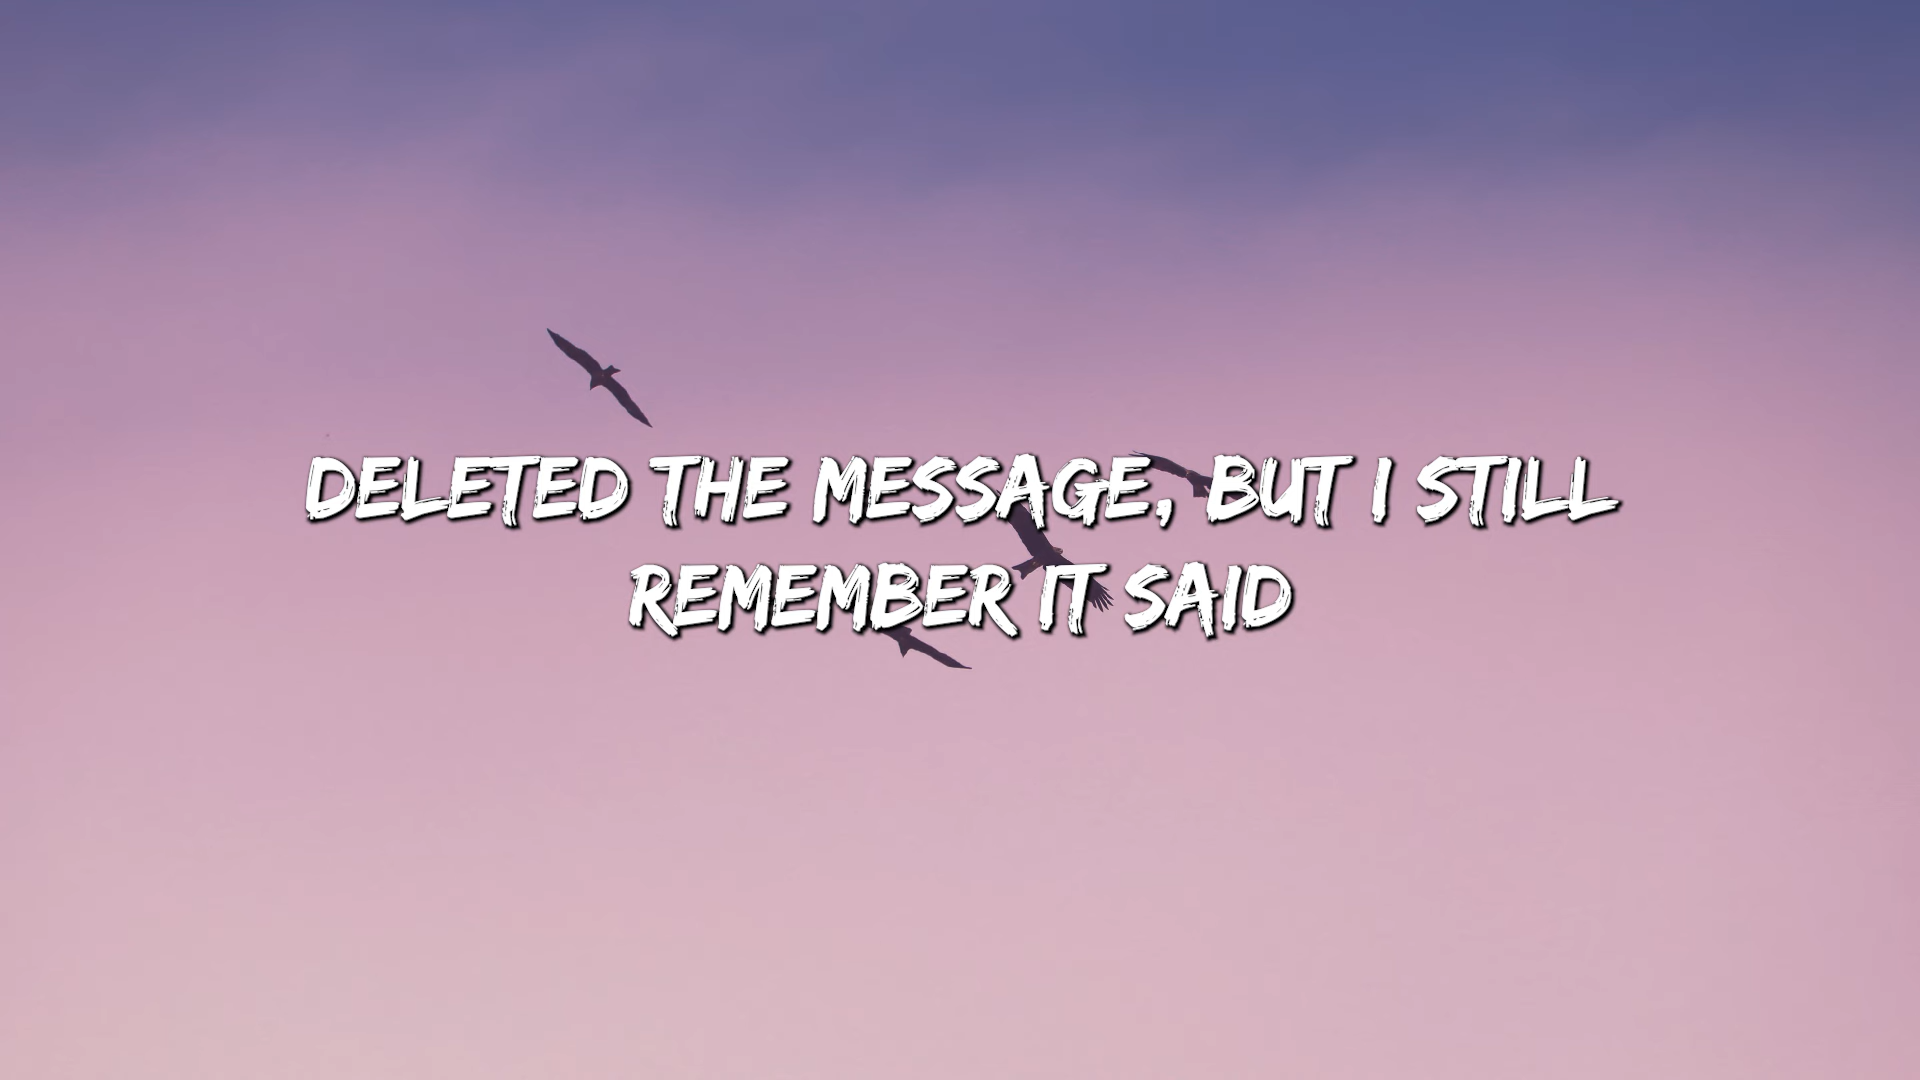 DELETED THE MESSAGE, BUT I STILL
REMEMBER IT SAID